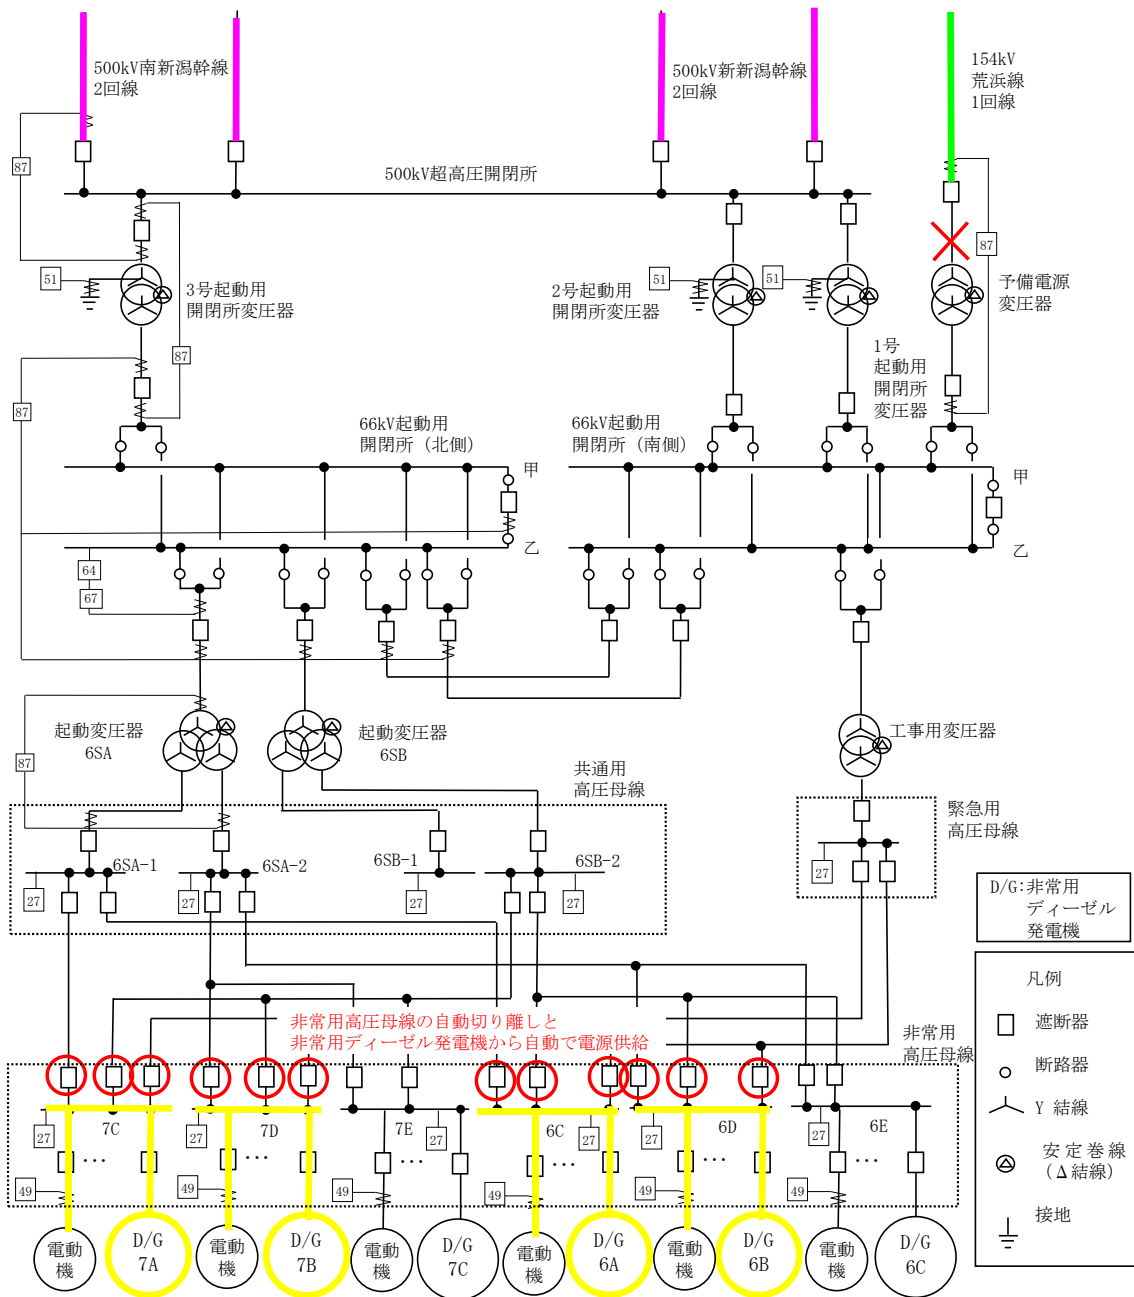 500kV南新潟幹線
2回線
500kV新新潟幹線
2回線
154kV
荒浜線
1回線
87
500kV超高圧開閉所
87
51
3号起動用
開閉所変圧器
51
2号起動用
開閉所変圧器
51
予備電源
変圧器
87
1号
起動用
開閉所
変圧器
87
66kV起動用
開閉所（北側）
66kV起動用
開閉所（南側）
甲
甲
乙
乙
64
67
起動変圧器
6SA
起動変圧器
6SB
工事用変圧器
87
共通用
高圧母線
緊急用
高圧母線
6SA-1
6SA-2
6SB-1
6SB-2
27
27
27
27
27
D/G:非常用
ディーゼル
発電機
凡例
遮断器
断路器
Y 結線
安定巻線
(Δ結線)
接地
非常用高圧母線の自動切り離しと
非常用ディーゼル発電機から自動で電源供給
非常用
高圧母線
7C
7D
7E
6C
6D
6E
27
27
27
27
27
27
…
…
…
…
…
…
49
49
49
49
49
49
電動
機
D/G
7A
電動
機
D/G
7B
電動
機
D/G
7C
電動
機
D/G
6A
電動
機
D/G
6B
電動
機
D/G
6C